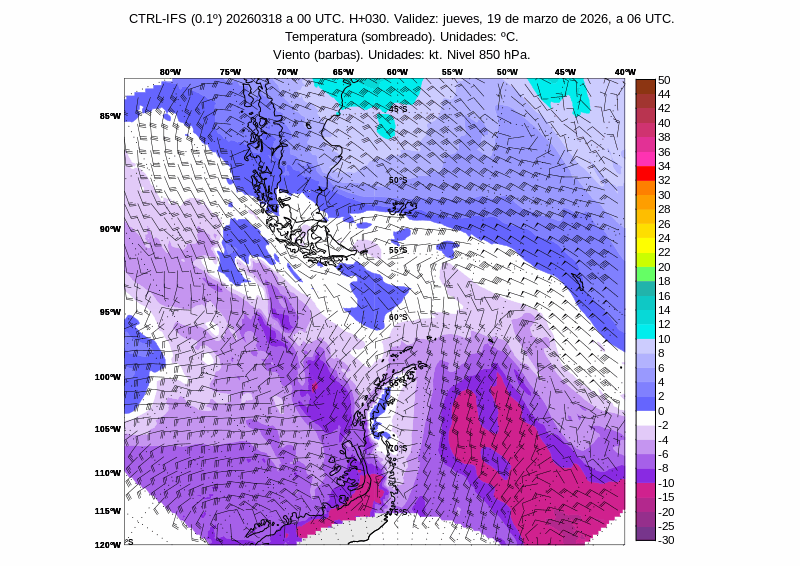 CTRL-IFS (0.1º) 20260318 a 00 UTC. H+030. Validez: jueves, 19 de marzo de 2026, a 06 UTC.
Temperatura (sombreado). Unidades: ºC.
Viento (barbas). Unidades: kt. Nivel 850 hPa.
80°W 75°W 70°W 65°W 60°W 55°W 50°W 45°W 40°W
85°W
90°W
95°W
100°W
105°W
110°W
115°W
120°W
45°S
50°S
55°S
60°S
65°S
70°S
75°S
°S
50
44
42
40
38
36
34
32
30
28
26
24
22
20
18
16
14
12
10
8
6
4
2
0
-2
-4
-6
-8
-10
-15
-20
-25
-30